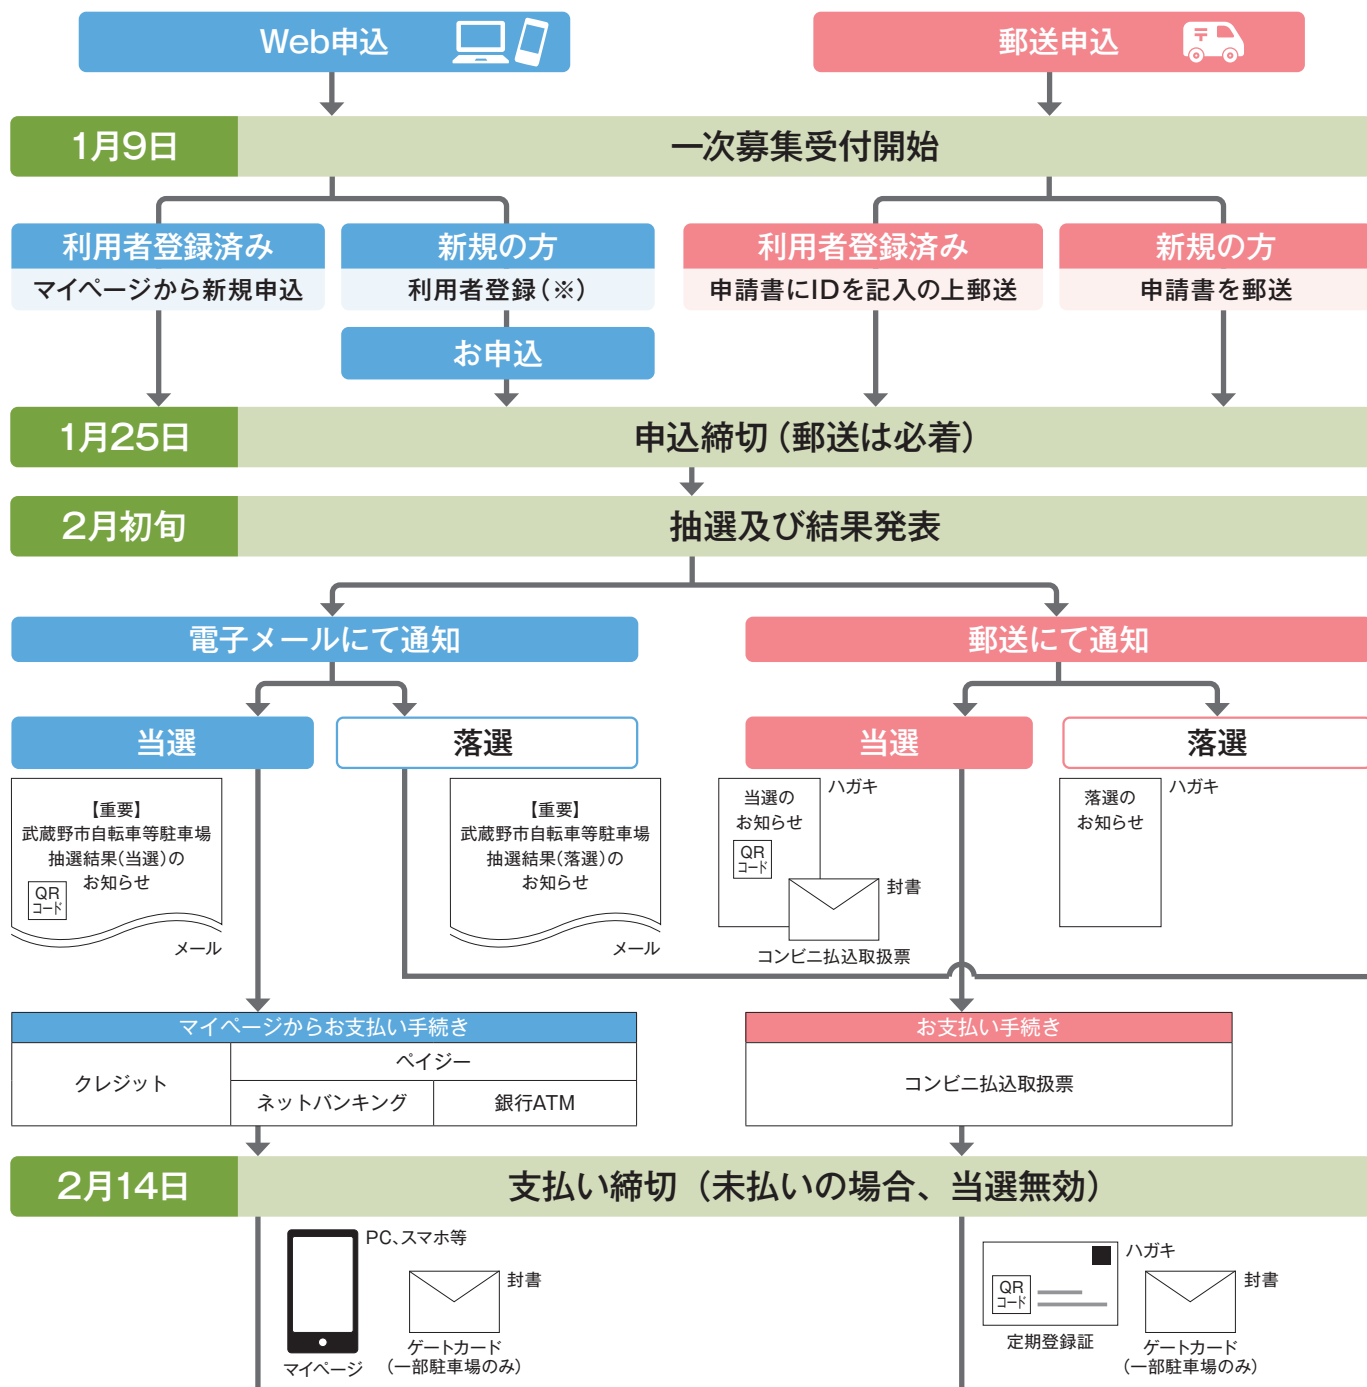 Web申込
郵送申込
〒
1月9日
一次募集受付開始
利用者登録済み
マイページから新規申込
新規の方
利用者登録(※)
お申込
利用者登録済み
申請書にIDを記入の上郵送
新規の方
申請書を郵送
1月25日
申込締切(郵送は必着)
2月初旬
抽選及び結果発表
電子メールにて通知
郵送にて通知
当選
落選
当選
落選
【重要】
武蔵野市自転車等駐車場
抽選結果(当選)の
お知らせ
QR
コード
メール
【重要】
武蔵野市自転車等駐車場
抽選結果(落選)の
お知らせ
メール
当選の
お知らせ
QR
コード
ハガキ
封書
コンビニ払込取扱票
落選の
お知らせ
ハガキ
マイページからお支払い手続き
クレジット
ペイジー
ネットバンキング
銀行ATM
お支払い手続き
コンビニ払込取扱票
2月14日
支払い締切(未払いの場合、当選無効)
PC、スマホ等
マイページ
封書
ゲートカード
(一部駐車場のみ)
QR
コード
ハガキ
定期登録証
封書
ゲートカード
(一部駐車場のみ)